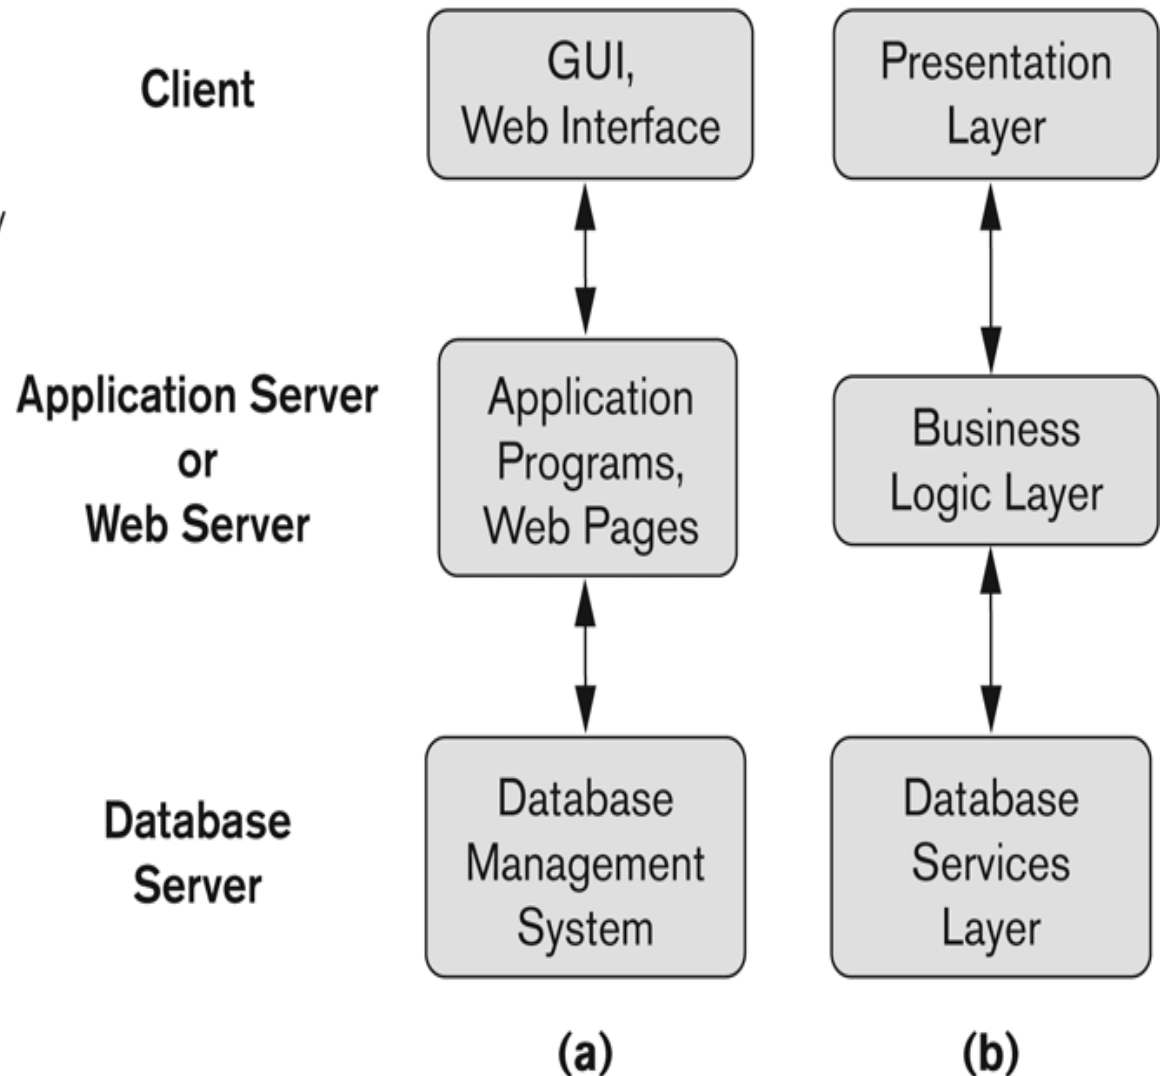 Client
GUI,
Web Interface
Presentation
Layer
Application Server
or
Web Server
Application
Programs,
Web Pages
Business
Logic Layer
Database
Server
Database
Management
System
Database
Services
Layer
(a)
(b)